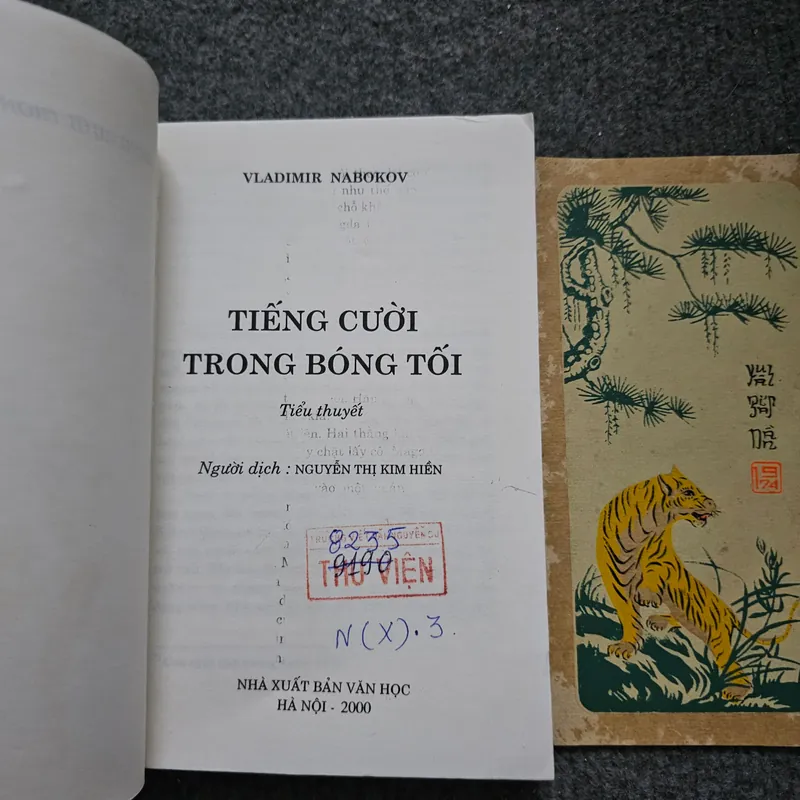 VLADIMIR NABOKOV
TIẾNG CƯỜI
TRONG BÓNG TỐI
Tiểu thuyết
Người dịch : NGUYỄN THỊ KIM HIỀN
8235
9190
THƯ VIỆN
N(X).3.
NHÀ XUẤT BẢN VĂN HỌC
HÀ NỘI - 2000
1974